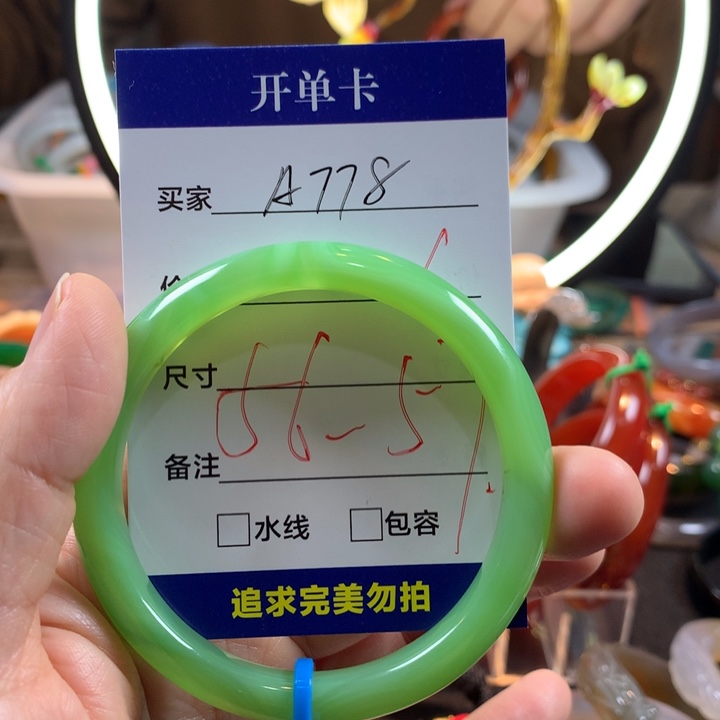 开单卡
买家 A778
尺寸 56-57
备注
水线 包容
追求完美勿拍